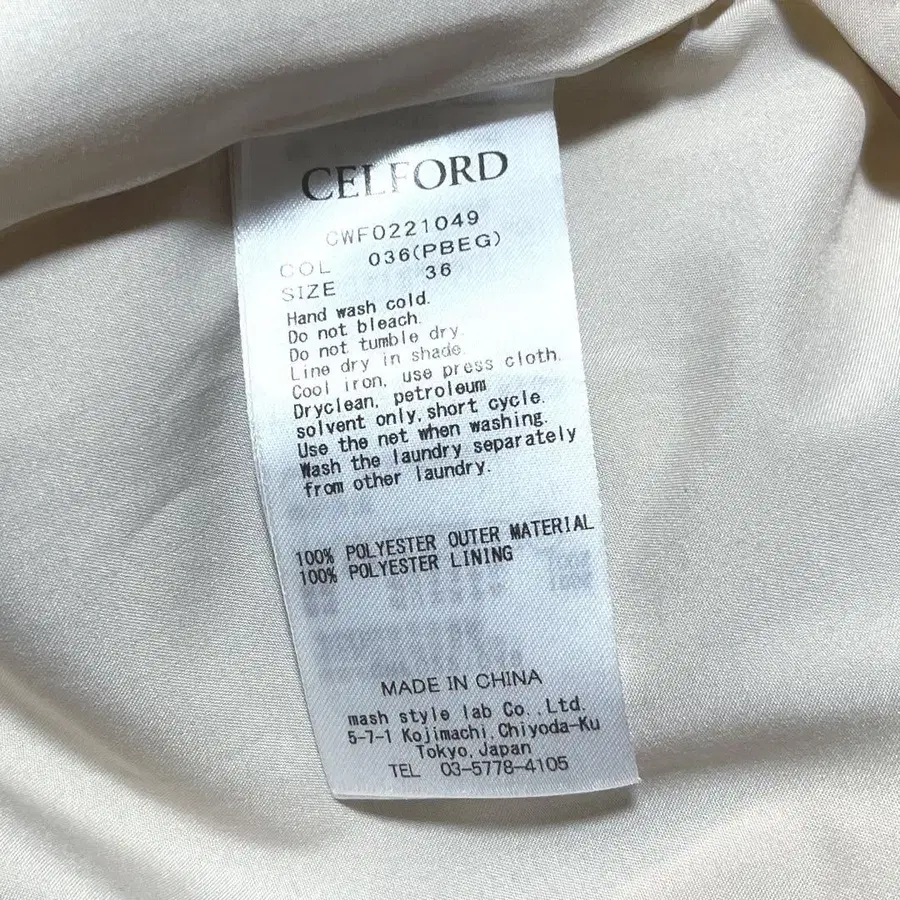 CELFORD
CWF0221049
COL 036(PBEG)
SIZE 36
Hand wash cold.
Do not bleach.
Do not tumble dry.
Line dry in shade.
Cool iron, use press cloth.
Dryclean, petroleum
solvent only,short cycle.
Use the net when washing.
Wash the laundry separately
from other laundry.
100% POLYESTER OUTER MATERIAL
100% POLYESTER LINING
MADE IN CHINA
mash style lab Co.,Ltd.
5-7-1 Kojimachi,Chiyoda-Ku
Tokyo,Japan
TEL 03-5778-4105